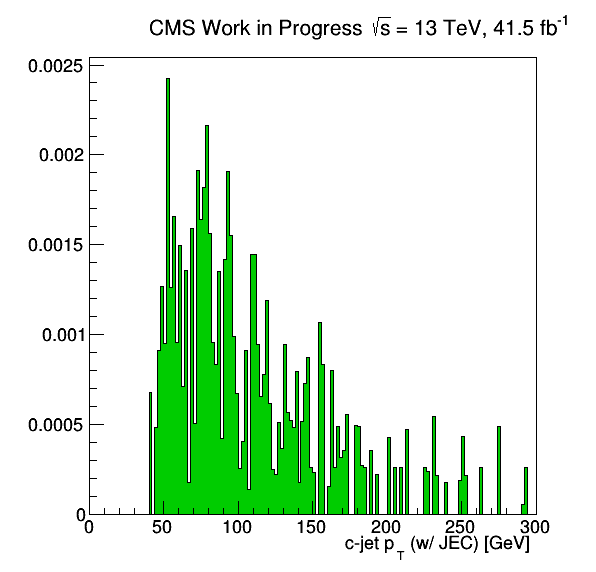 CMS Work in Progress √s = 13 TeV, 41.5 fb⁻¹
0.0025
0.002
0.0015
0.001
0.0005
0
0 50 100 150 200 250 300
c-jet p_T (w/ JEC) [GeV]